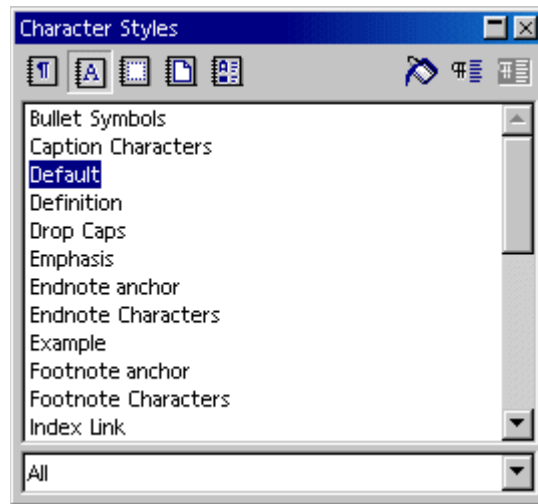 Character Styles
Bullet Symbols
Caption Characters
Default
Definition
Drop Caps
Emphasis
Endnote anchor
Endnote Characters
Example
Footnote anchor
Footnote Characters
Index Link
All